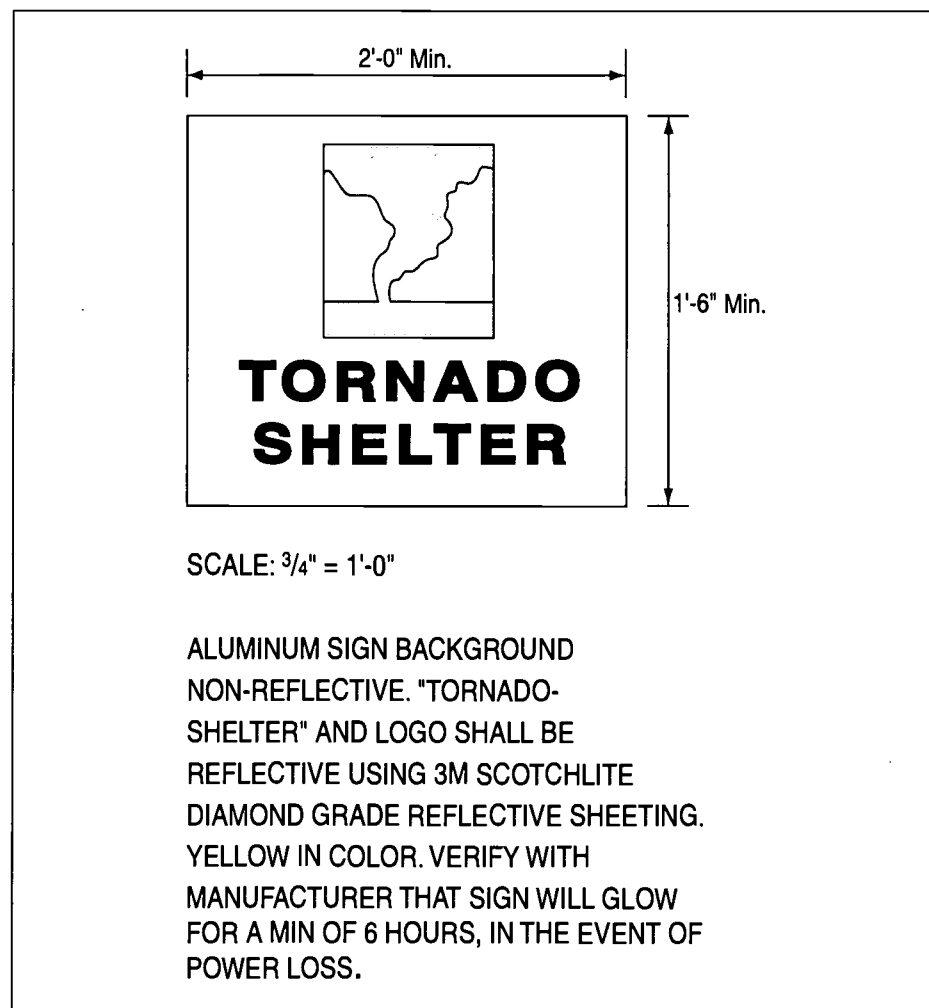 2'-0" Min.
1'-6" Min.
TORNADO
SHELTER
SCALE: 3/4" = 1'-0"
ALUMINUM SIGN BACKGROUND
NON-REFLECTIVE. "TORNADO-
SHELTER" AND LOGO SHALL BE
REFLECTIVE USING 3M SCOTCHLITE
DIAMOND GRADE REFLECTIVE SHEETING.
YELLOW IN COLOR. VERIFY WITH
MANUFACTURER THAT SIGN WILL GLOW
FOR A MIN OF 6 HOURS, IN THE EVENT OF
POWER LOSS.